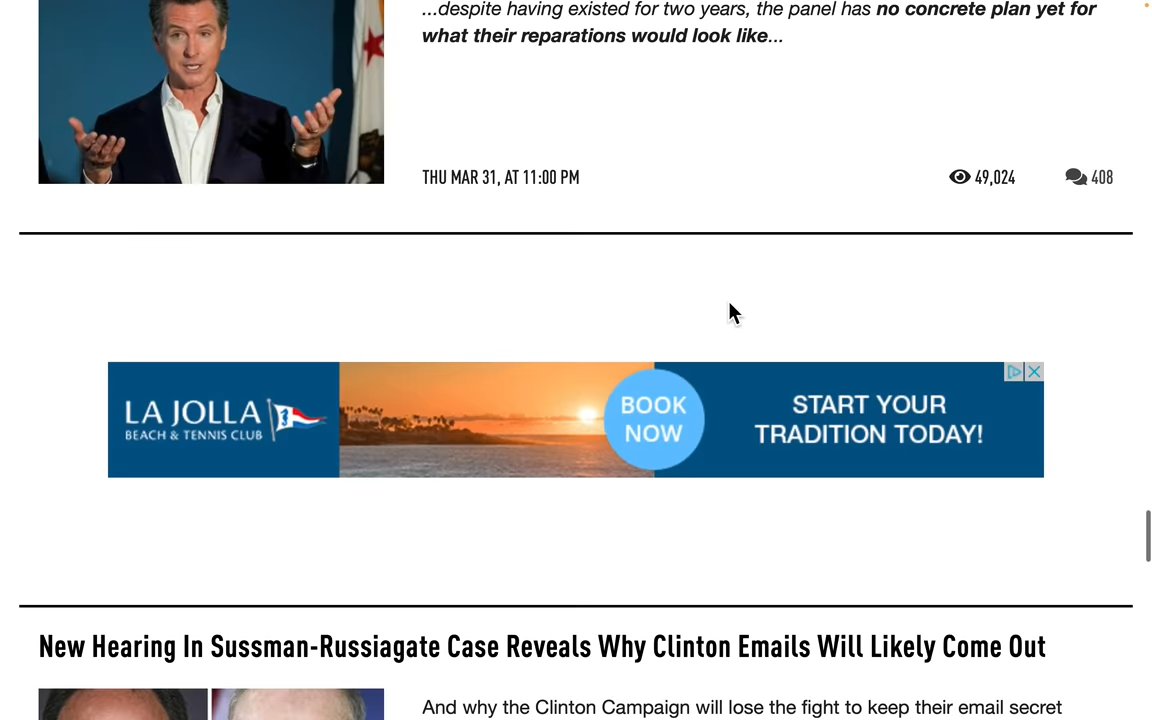 ...despite having existed for two years, the panel has no concrete plan yet for
what their reparations would look like...
THU MAR 31, AT 11:00 PM
49,024
408
LA JOLLA
BEACH & TENNIS CLUB
BOOK
NOW
START YOUR
TRADITION TODAY!
New Hearing In Sussman-Russiagate Case Reveals Why Clinton Emails Will Likely Come Out
And why the Clinton Campaign will lose the fight to keep their email secret